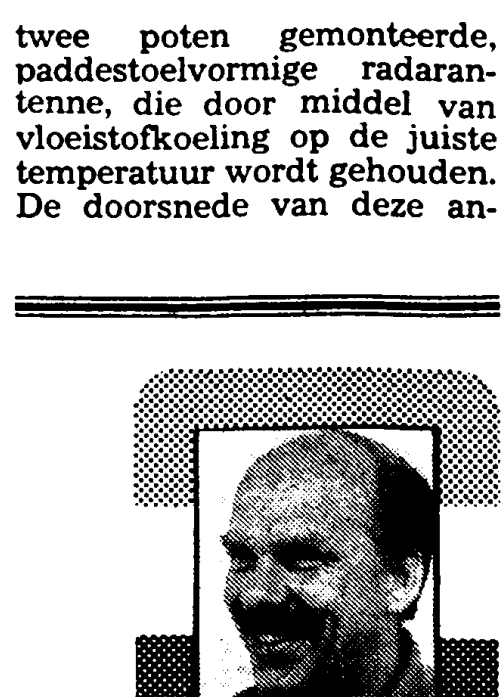 twee poten gemonteerde,
paddestoelvormige radaran-
tenne, die door middel van
vloeistofkoeling op de juiste
temperatuur wordt gehouden.
De doorsnede van deze an-